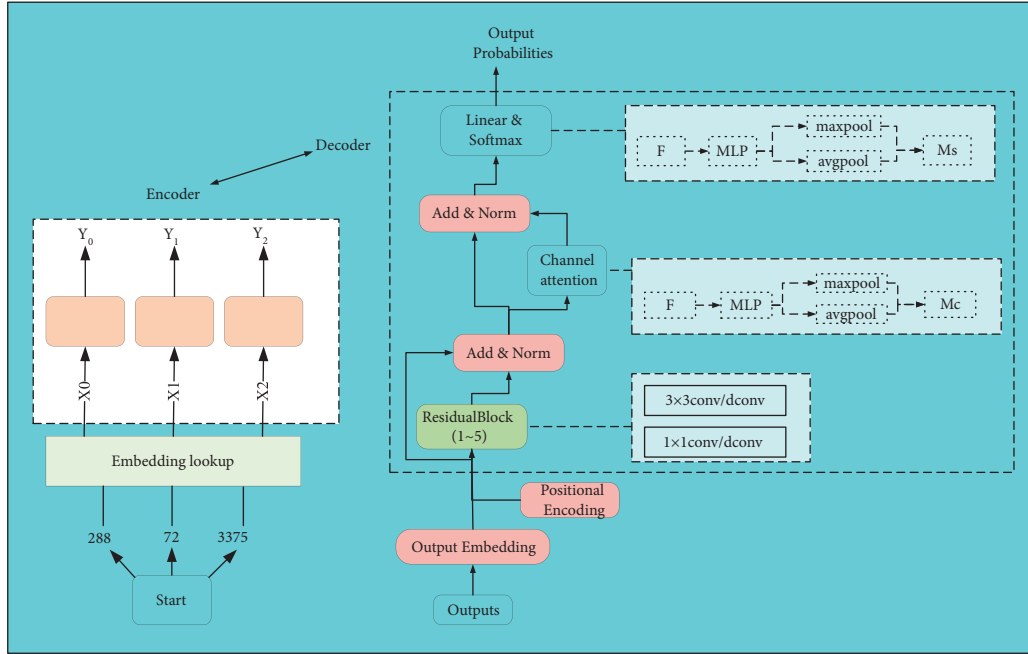 Output
Probabilities
Linear &
Softmax
F
MLP
maxpool
avgpool
Ms
Decoder
Encoder
Add & Norm
Y0
Y1
Y2
Channel
attention
F
MLP
maxpool
avgpool
Mc
X0
X1
X2
Add & Norm
ResidualBlock
(1~5)
3×3conv/dconv
1×1conv/dconv
Embedding lookup
Positional
Encoding
288
72
3375
Output Embedding
Start
Outputs